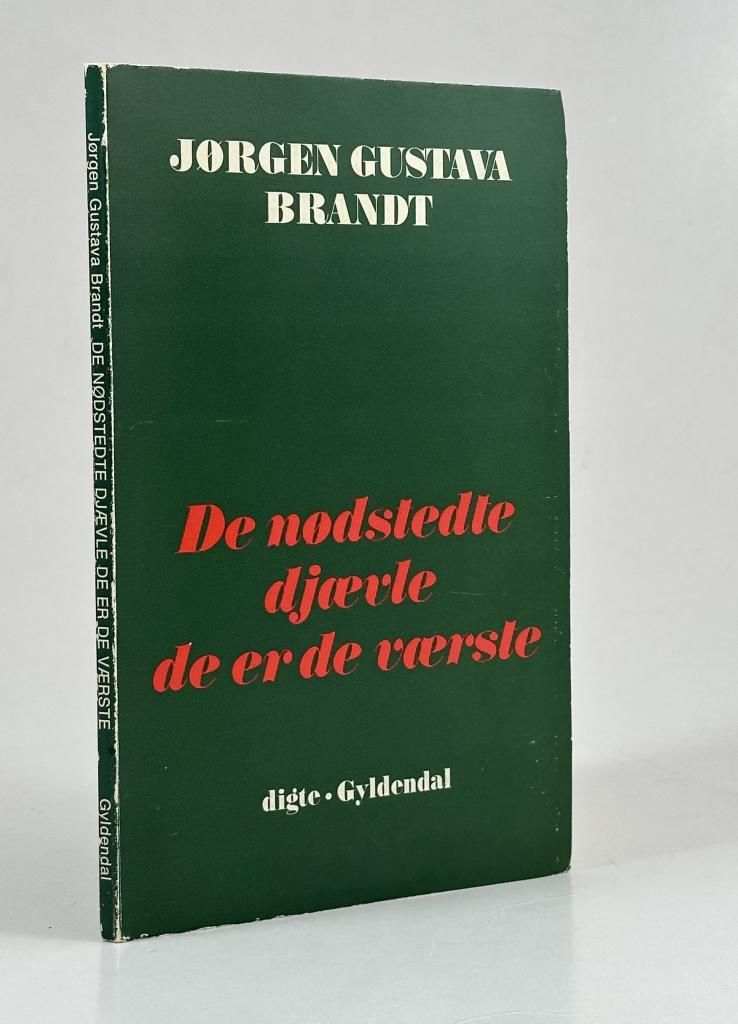 JØRGEN GUSTAVA
BRANDT
De nødstedte
djævle
de er de værste
digte • Gyldendal
Jørgen Gustava Brandt DE NØDSTEDTE DJÆVLE DE ER DE VÆRSTE Gyldendal